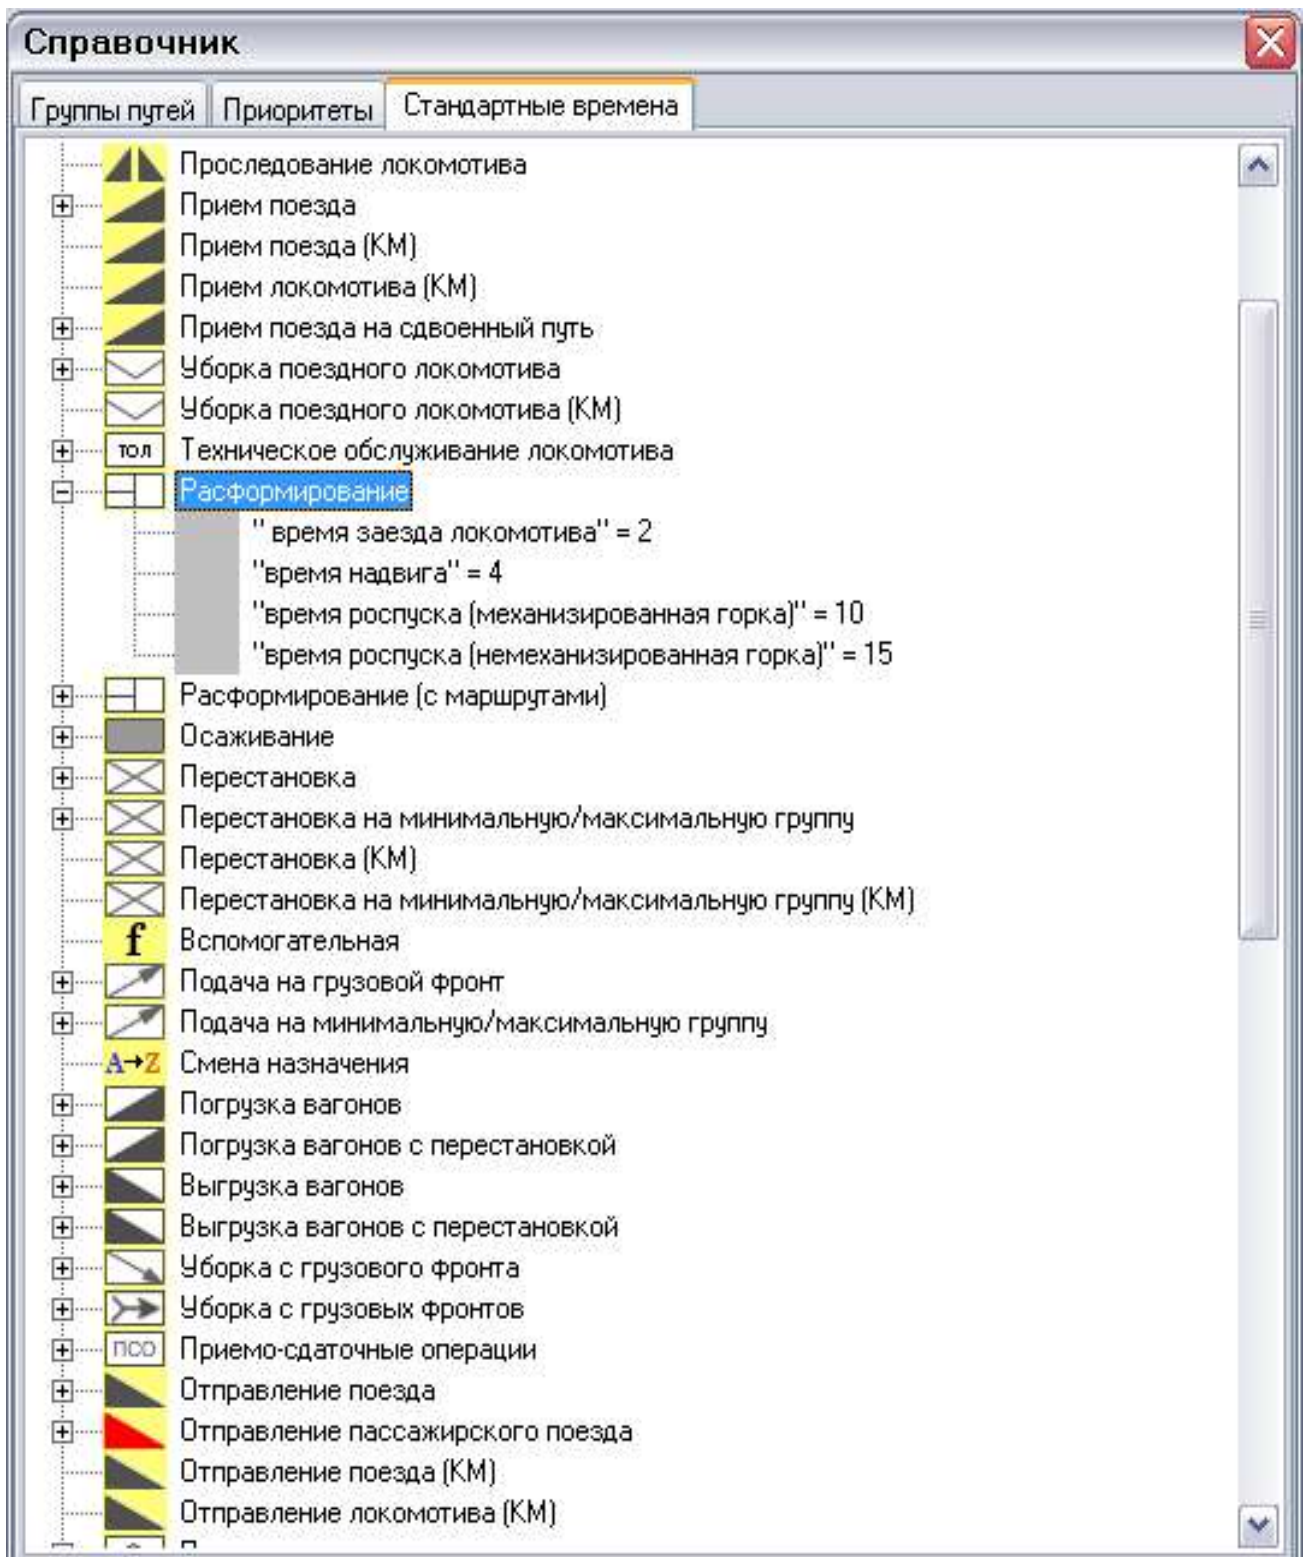 Справочник
Группы путей Приоритеты Стандартные времена
Проследование локомотива
Прием поезда
Прием поезда (КМ)
Прием локомотива (КМ)
Прием поезда на сдвоенный путь
Уборка поездного локомотива
Уборка поездного локомотива (КМ)
тол Техническое обслуживание локомотива
Расформирование
" время заезда локомотива" = 2
"время надвига" = 4
"время роспуска (механизированная горка)" = 10
"время роспуска (немеханизированная горка)" = 15
Расформирование (с маршрутами)
Осаживание
Перестановка
Перестановка на минимальную/максимальную группу
Перестановка (КМ)
Перестановка на минимальную/максимальную группу (КМ)
f Вспомогательная
Подача на грузовой фронт
Подача на минимальную/максимальную группу
A→Z Смена назначения
Погрузка вагонов
Погрузка вагонов с перестановкой
Выгрузка вагонов
Выгрузка вагонов с перестановкой
Уборка с грузового фронта
Уборка с грузовых фронтов
ПСО Приемо-сдаточные операции
Отправление поезда
Отправление пассажирского поезда
Отправление поезда (КМ)
Отправление локомотива (КМ)